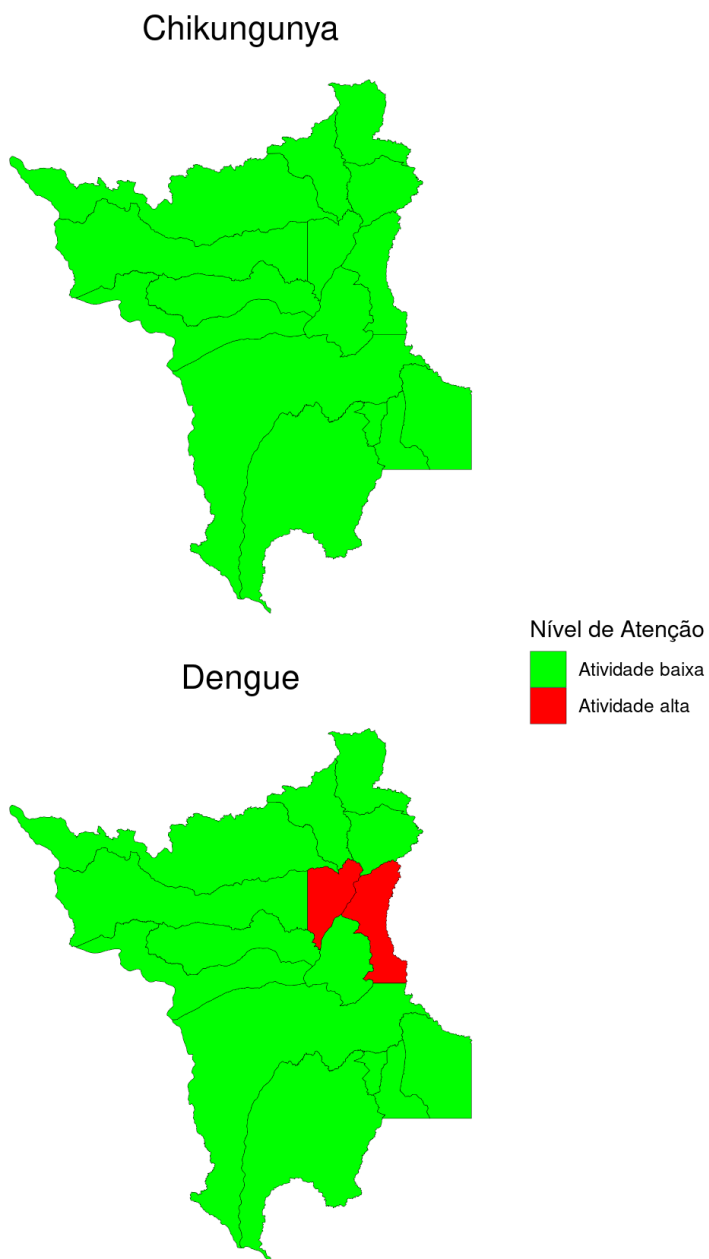 Chikungunya
Nível de Atenção
Atividade baixa
Atividade alta
Dengue